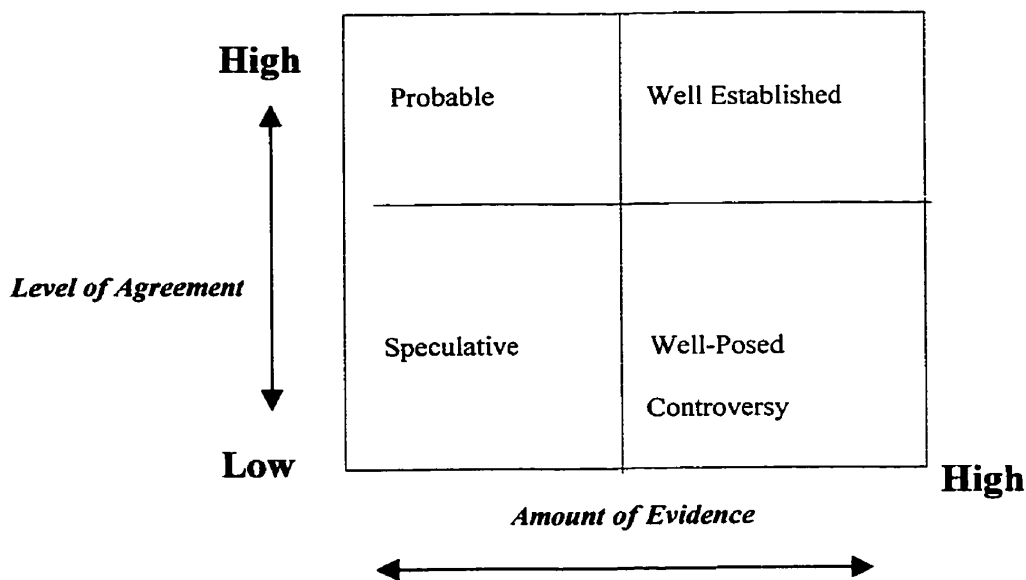 High
Probable
Well Established
Level of Agreement
Speculative
Well-Posed
Controversy
Low
High
Amount of Evidence